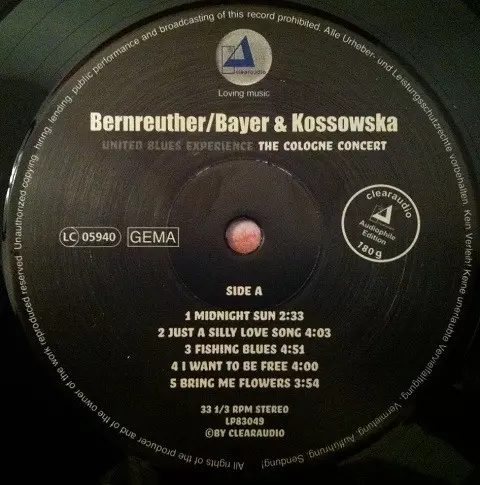 clearaudio
Loving music
Bernreuther/Bayer & Kossowska
UNITED BLUES EXPERIENCE THE COLOGNE CONCERT
LC 05940 GEMA
clearaudio
Audiophile
Edition
180g
SIDE A
1 MIDNIGHT SUN 2:33
2 JUST A SILLY LOVE SONG 4:03
3 FISHING BLUES 4:51
4 I WANT TO BE FREE 4:00
5 BRING ME FLOWERS 3:54
33 1/3 RPM STEREO
LP83049
©BY CLEARAUDIO
All rights of the producer and of the owner of the work reproduced reserved. Unauthorized copying, hiring, lending, public performance and broadcasting of this record prohibited. Alle Urheber- und Leistungsschutzrechte vorbehalten. Kein Verleih! Keine unerlaubte Vervielfältigung, Vermietung, Aufführung, Sendung!